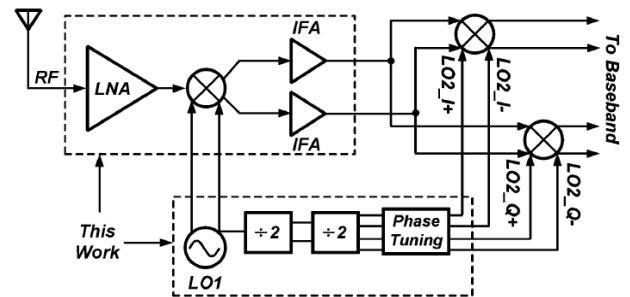 IFA
RF
LNA
IFA
LO2_I+
LO2_I-
To Baseband
LO2_Q+
LO2_Q-
This
Work
LO1
÷2
÷2
Phase
Tuning